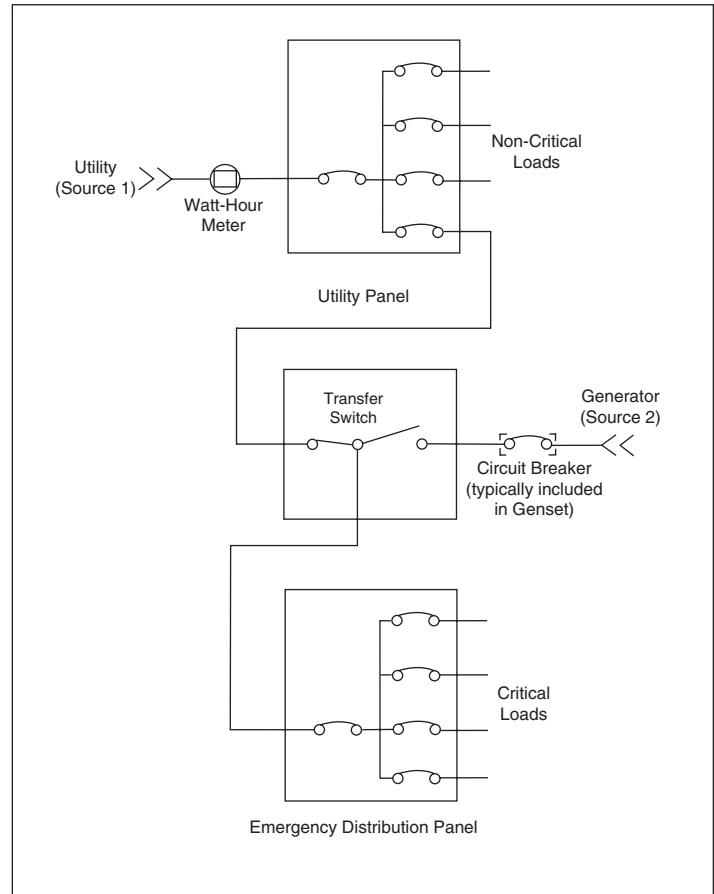 Utility
(Source 1)
Watt-Hour
Meter
Non-Critical
Loads
Utility Panel
Transfer
Switch
Generator
(Source 2)
Circuit Breaker
(typically included
in Genset)
Critical
Loads
Emergency Distribution Panel